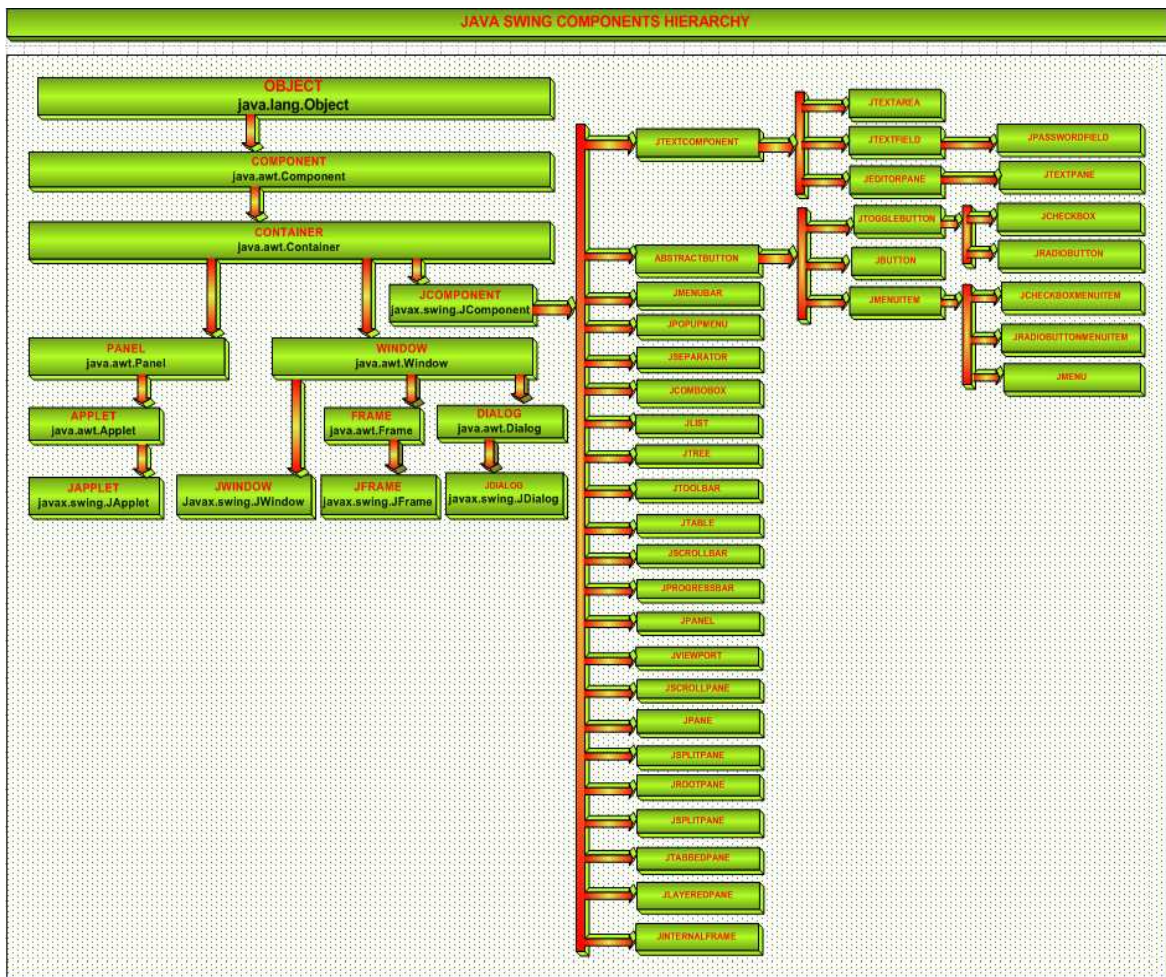 JAVA SWING COMPONENTS HIERARCHY
OBJECT
java.lang.Object
COMPONENT
java.awt.Component
CONTAINER
java.awt.Container
JCOMPONENT
javax.swing.JComponent
PANEL
java.awt.Panel
WINDOW
java.awt.Window
APPLET
java.awt.Applet
FRAME
java.awt.Frame
DIALOG
java.awt.Dialog
JAPPLET
javax.swing.JApplet
JWINDOW
Javax.swing.JWindow
JFRAME
javax.swing.JFrame
JDIALOG
javax.swing.JDialog
JTEXTCOMPONENT
ABSTRACTBUTTON
JMENUBAR
JPOPUPMENU
JSEPARATOR
JCOMBOBOX
JLIST
JTREE
JTOOLBAR
JTABLE
JSCROLLBAR
JPROGRESSBAR
JPANEL
JVIEWPORT
JSCROLLPANE
JPANE
JSPLITPANE
JROOTPANE
JSPLITPANE
JTABBEDPANE
JLAYEREDPANE
JINTERNALFRAME
JTEXTAREA
JTEXTFIELD
JEDITORPANE
JTOGGLEBUTTON
JBUTTON
JMENUITEM
JPASSWORDFIELD
JTEXTPANE
JCHECKBOX
JRADIOBUTTON
JCHECKBOXMENUITEM
JRADIOBUTTONMENUITEM
JMENU